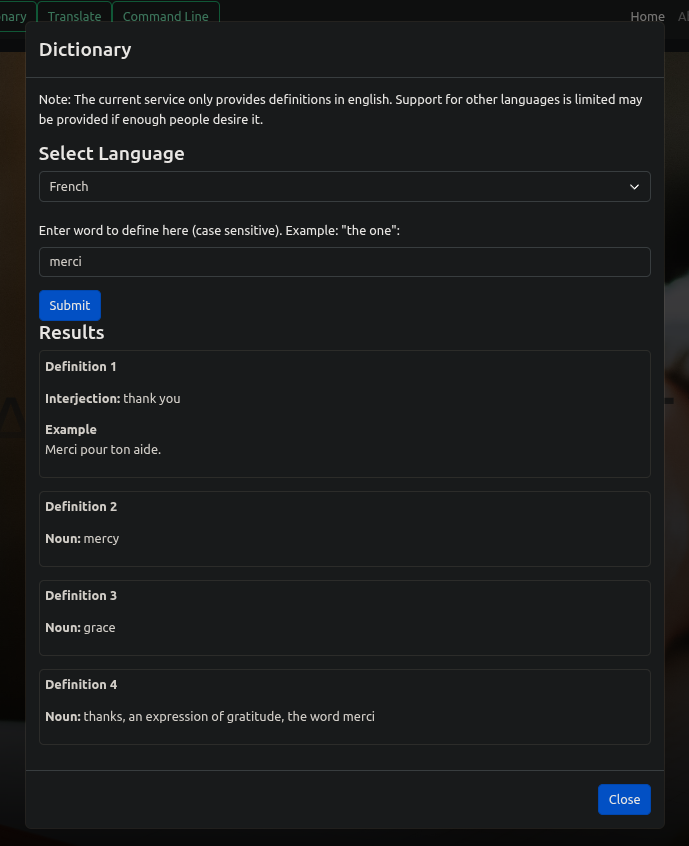 Translate
Command Line
Home
Dictionary
Note: The current service only provides definitions in english. Support for other languages is limited may
be provided if enough people desire it.
Select Language
French
Enter word to define here (case sensitive). Example: "the one":
merci
Submit
Results
Definition 1
Interjection: thank you
Example
Merci pour ton aide.
Definition 2
Noun: mercy
Definition 3
Noun: grace
Definition 4
Noun: thanks, an expression of gratitude, the word merci
Close